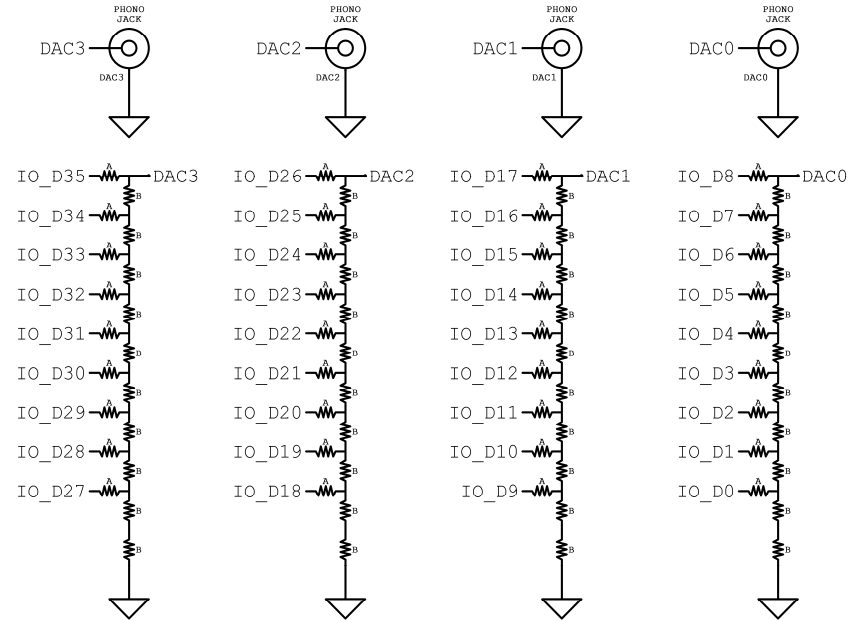 PHONO PHONO PHONO PHONO
JACK JACK JACK JACK
DAC3 DAC2 DAC1 DAC0
DAC3 DAC2 DAC1 DAC0
A A A A
IO_D35 DAC3 IO_D26 DAC2 IO_D17 DAC1 IO_D8 DAC0
B B B B
A A A A
IO_D34 IO_D25 IO_D16 IO_D7
B B B B
A A A A
IO_D33 IO_D24 IO_D15 IO_D6
B B B B
A A A A
IO_D32 IO_D23 IO_D14 IO_D5
B B B B
A A A A
IO_D31 IO_D22 IO_D13 IO_D4
D D D D
A A A A
IO_D30 IO_D21 IO_D12 IO_D3
B B B B
A A A A
IO_D29 IO_D20 IO_D11 IO_D2
B B B B
A A A A
IO_D28 IO_D19 IO_D10 IO_D1
B B B B
A A A A
IO_D27 IO_D18 IO_D9 IO_D0
B B B B
B B B B